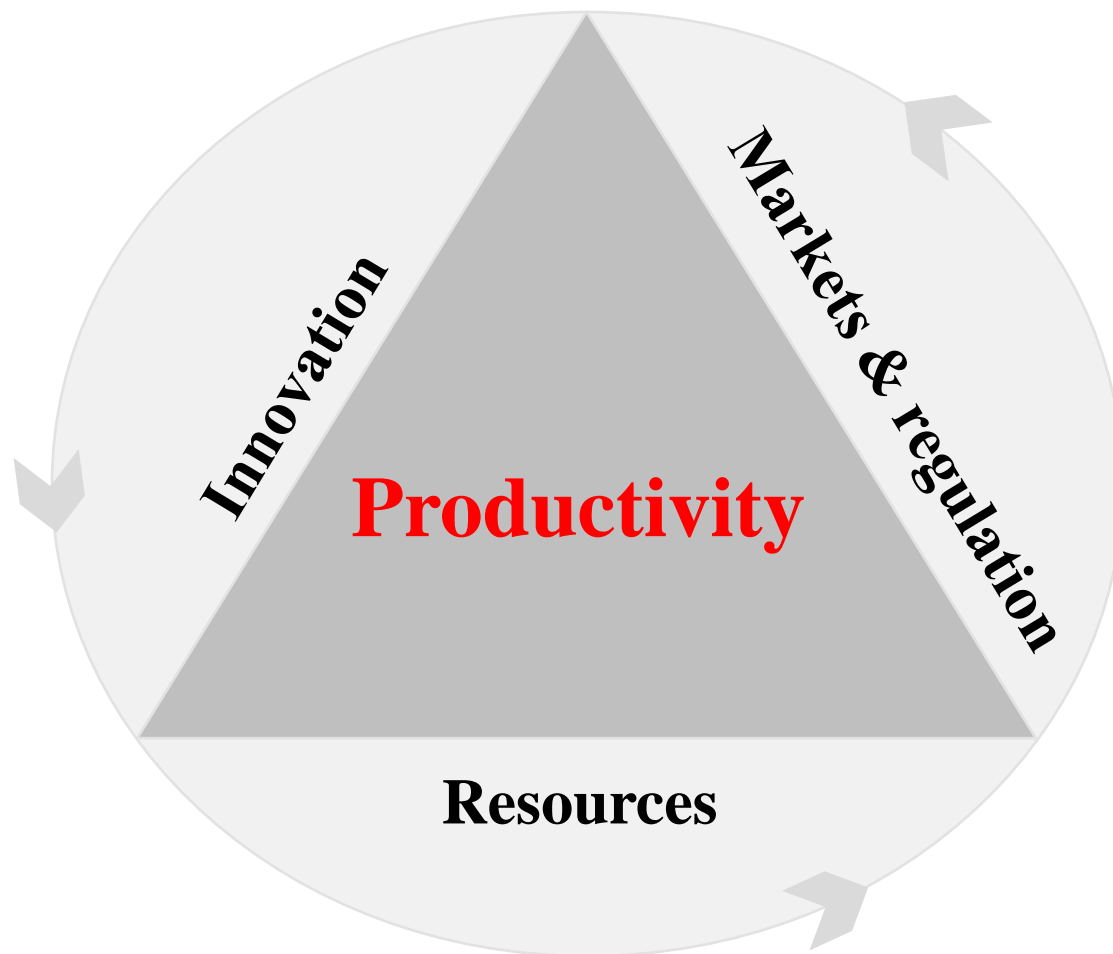 Innovation
Markets & regulation
Productivity
Resources